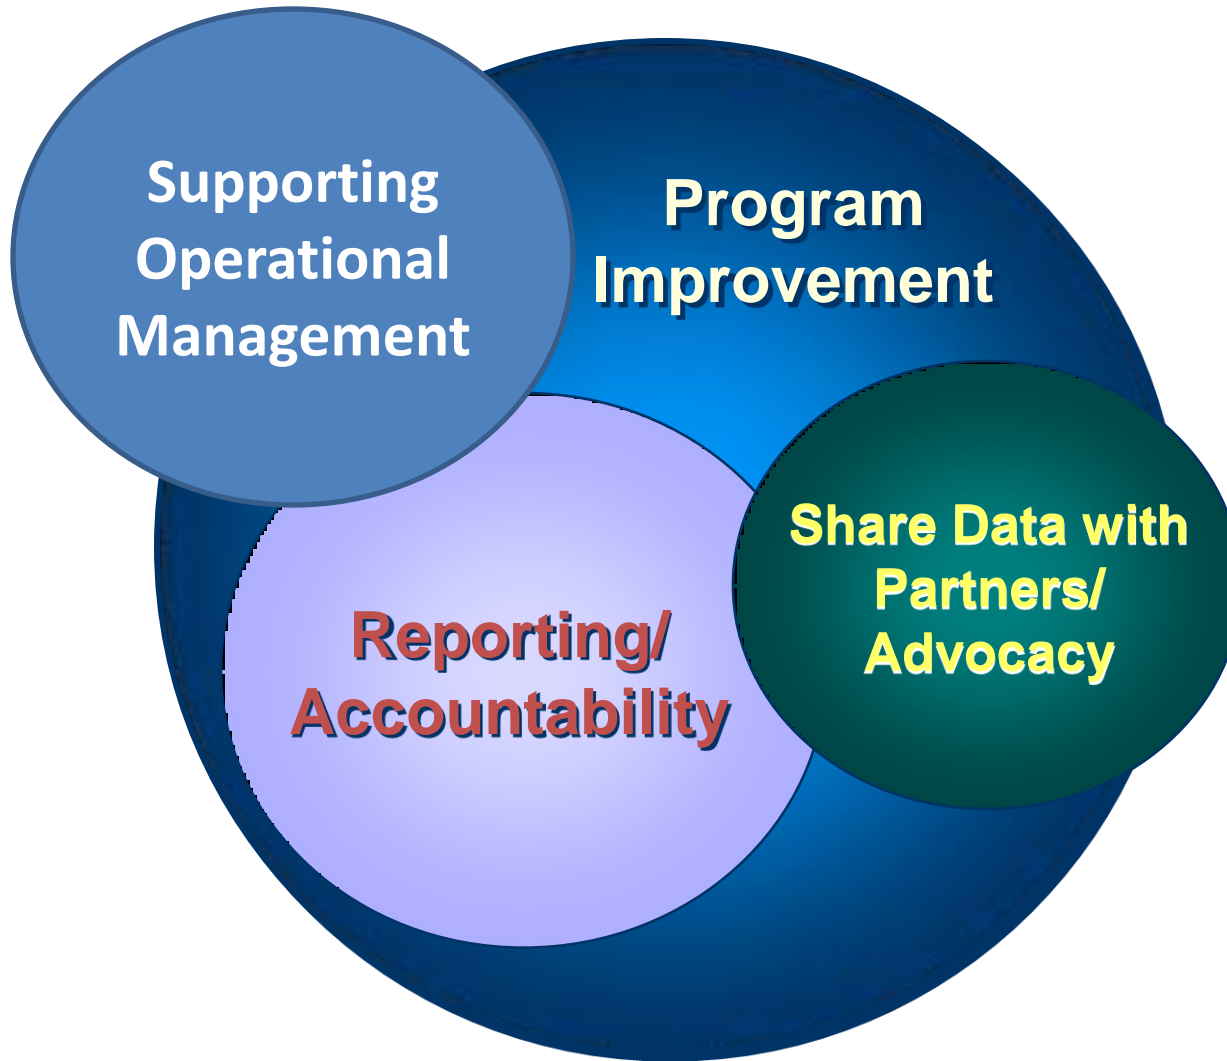 Supporting
Operational
Management
Program
Improvement
Share Data with
Partners/
Advocacy
Reporting/
Accountability